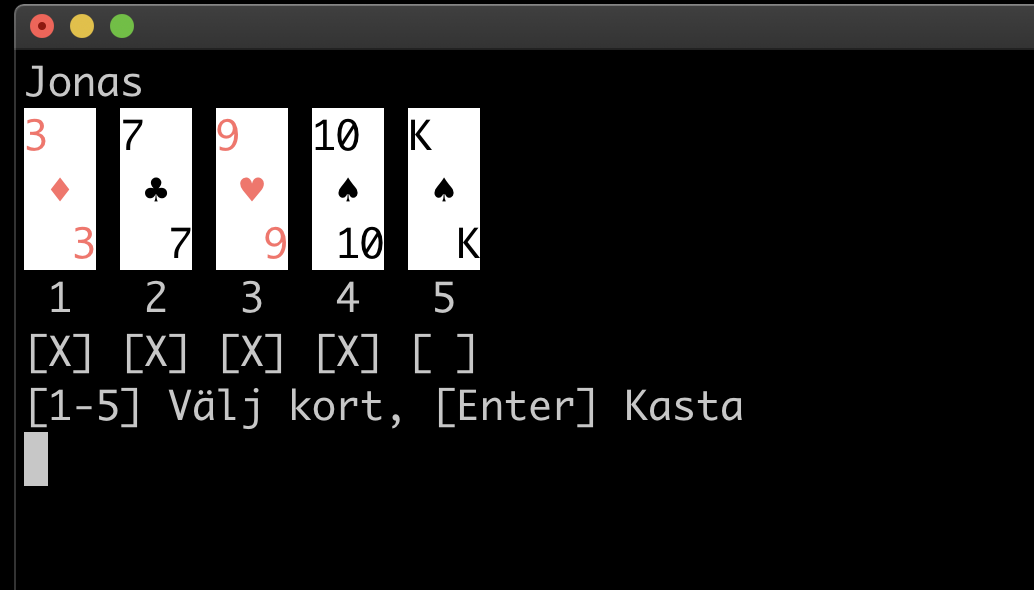 Jonas
3 7 9 10 K
♦ ♣ ♥ ♠ ♠
3 7 9 10 K
1 2 3 4 5
[X] [X] [X] [X] [ ]
[1-5] Välj kort, [Enter] Kasta